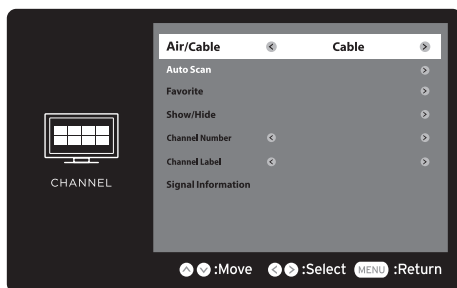 Air/Cable Cable
Auto Scan
Favorite
Show/Hide
Channel Number
Channel Label
Signal Information
CHANNEL
:Move :Select MENU :Return